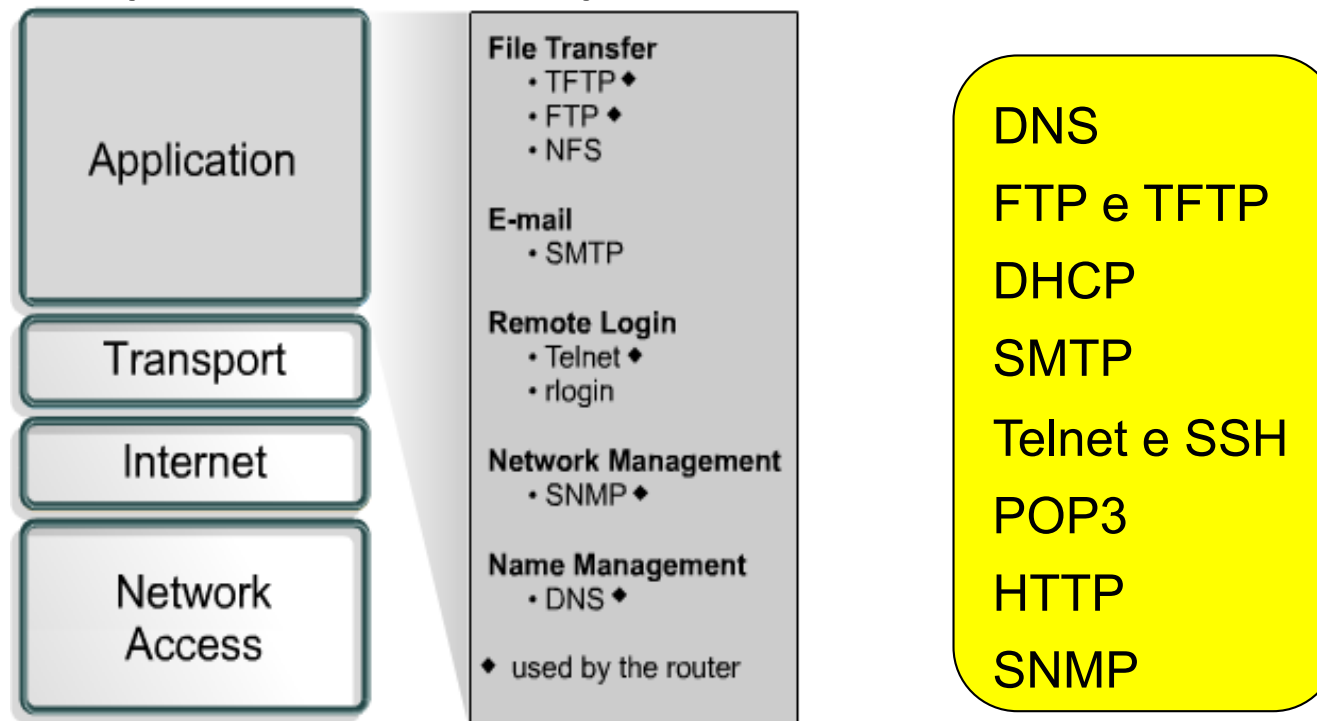 Application
Transport
Internet
Network
Access
File Transfer
• TFTP ◆
• FTP ◆
• NFS
E-mail
• SMTP
Remote Login
• Telnet ◆
• rlogin
Network Management
• SNMP ◆
Name Management
• DNS ◆
◆ used by the router
DNS
FTP e TFTP
DHCP
SMTP
Telnet e SSH
POP3
HTTP
SNMP